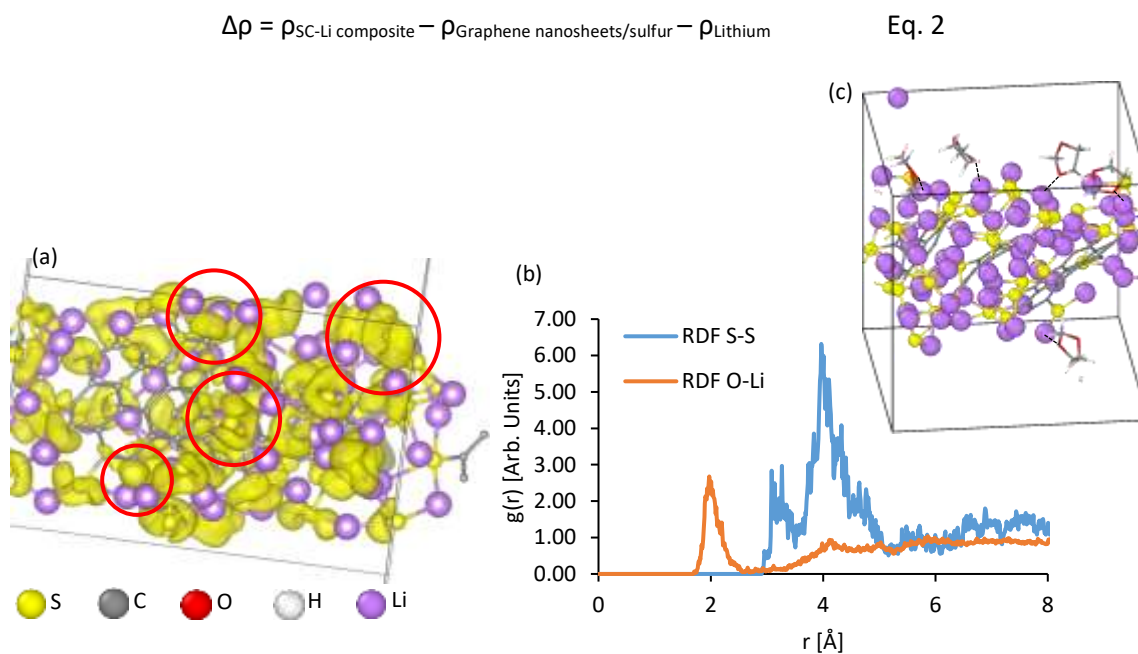 Δρ = ρSC-Li composite – ρGraphene nanosheets/sulfur – ρLithium Eq. 2
(c)
(a)
(b)
7.00
6.00
5.00
4.00
3.00
2.00
1.00
0.00
g(r) [Arb. Units]
RDF S-S
RDF O-Li
0 2 4 6 8
r [Å]
S C O H Li